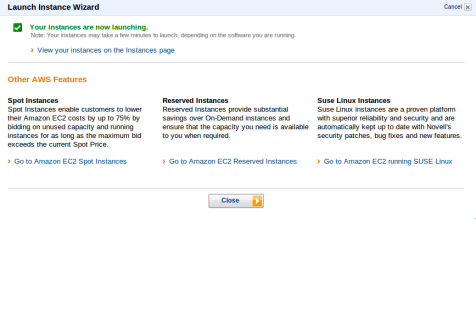 Launch Instance Wizard
Cancel
Your instances are now launching.
Note: Your instances may take a few minutes to launch, depending on the software you are running.
View your instances on the Instances page
Other AWS Features
Spot Instances
Spot Instances enable customers to lower
their Amazon EC2 costs by up to 75% by
bidding on unused capacity and running
instances for as long as the maximum bid
exceeds the current Spot Price.
Go to Amazon EC2 Spot Instances
Reserved Instances
Reserved Instances provide substantial
savings over On-Demand instances and
ensure that the capacity you need is available
to you when required.
Go to Amazon EC2 Reserved Instances
Suse Linux Instances
Suse Linux instances are a proven platform
with superior reliability and security and are
automatically kept up to date with Novell's
security patches, bug fixes and new features.
Go to Amazon EC2 running SUSE Linux
Close